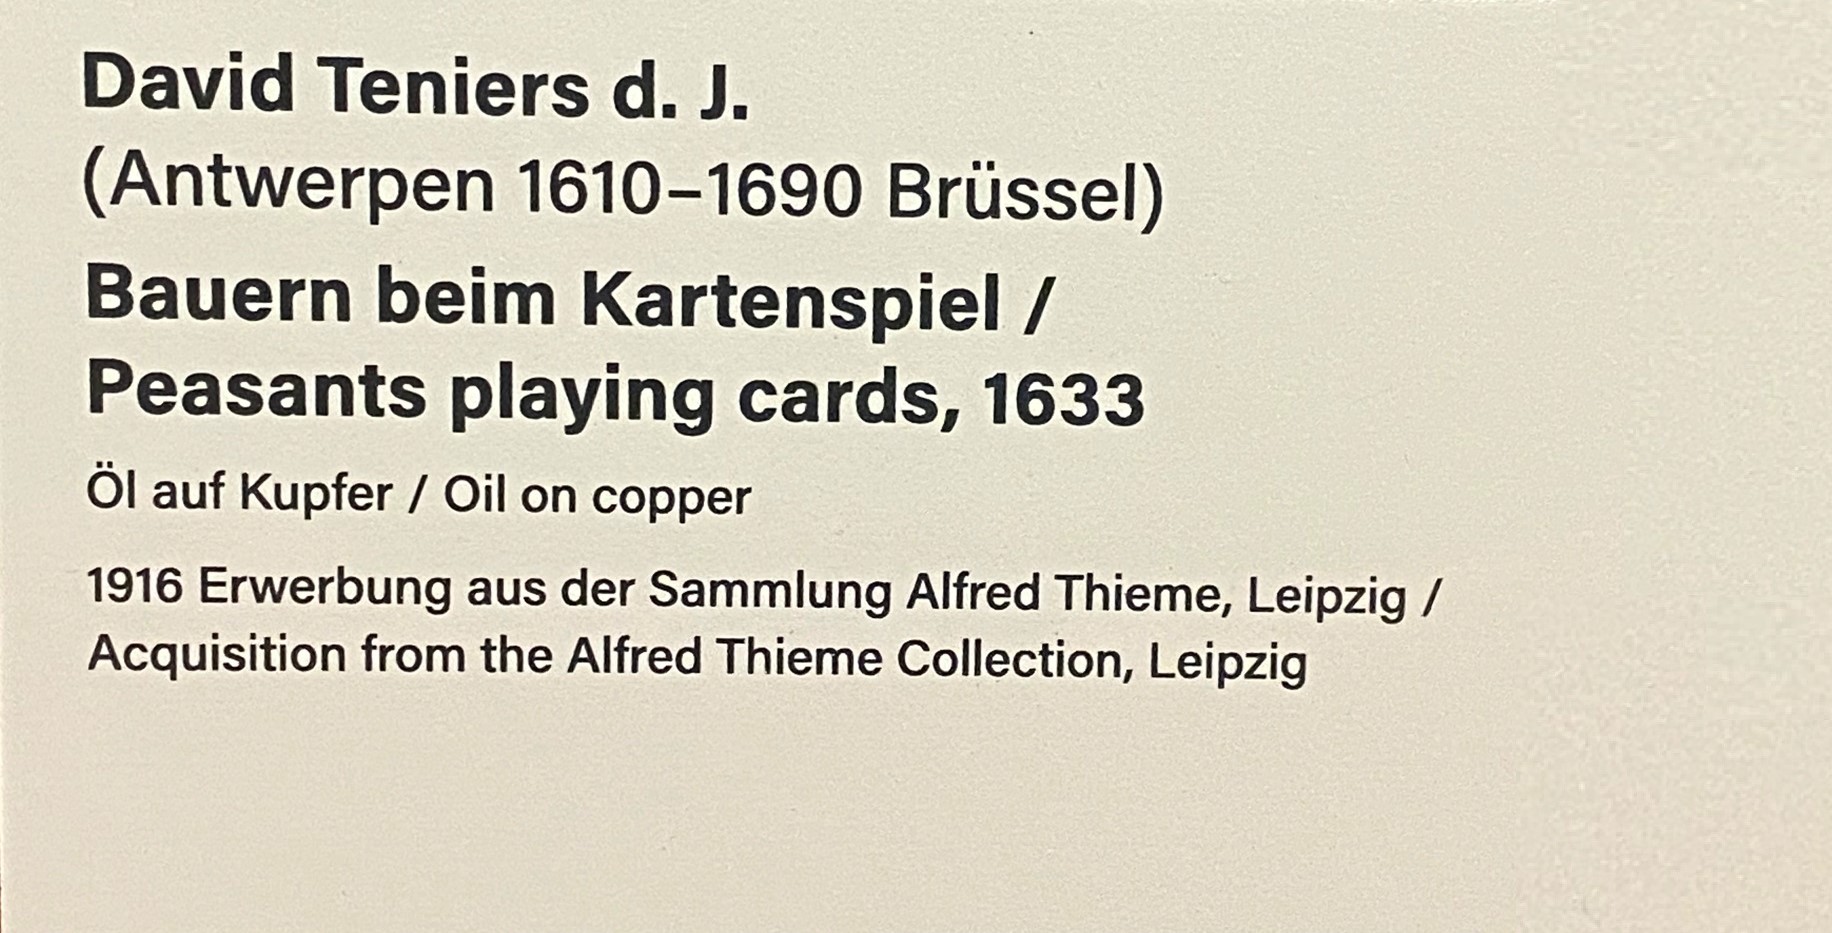 David Teniers d. J.
(Antwerpen 1610–1690 Brüssel)
Bauern beim Kartenspiel /
Peasants playing cards, 1633
Öl auf Kupfer / Oil on copper
1916 Erwerbung aus der Sammlung Alfred Thieme, Leipzig /
Acquisition from the Alfred Thieme Collection, Leipzig